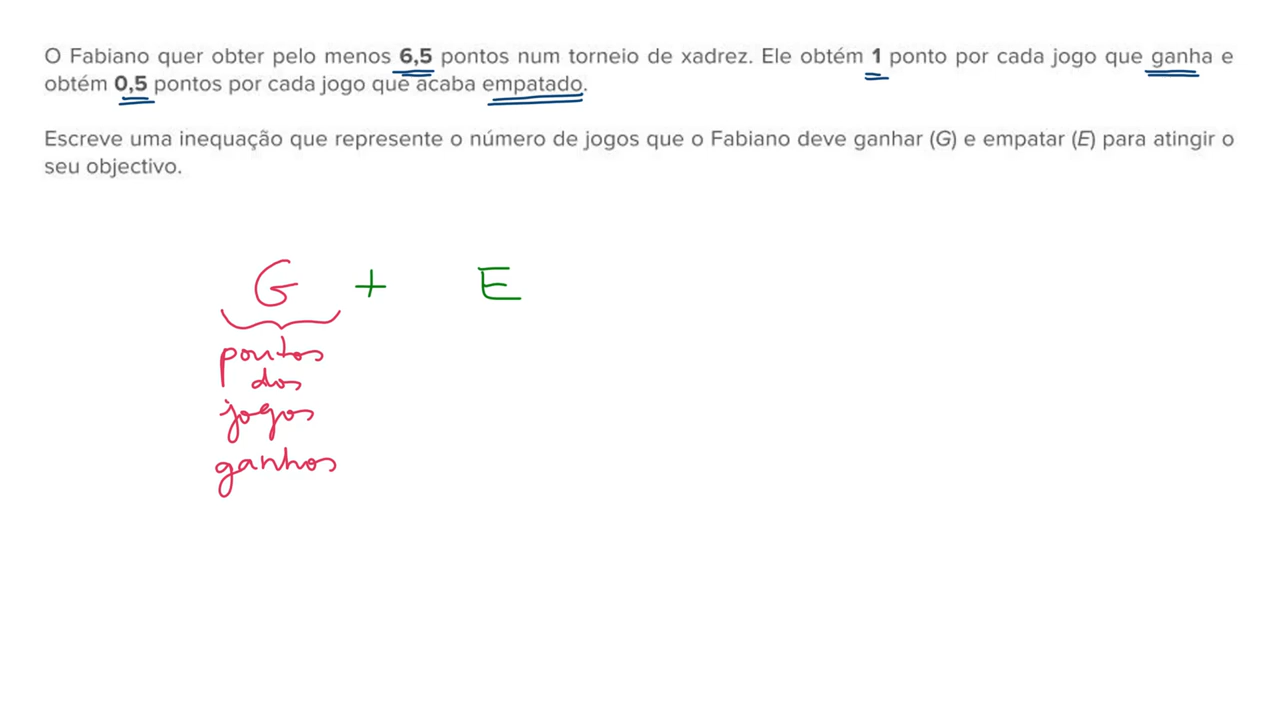 O Fabiano quer obter pelo menos 6,5 pontos num torneio de xadrez. Ele obtém 1 ponto por cada jogo que ganha e
obtém 0,5 pontos por cada jogo que acaba empatado.
Escreve uma inequação que represente o número de jogos que o Fabiano deve ganhar (G) e empatar (E) para atingir o
seu objectivo.
G + E
pontos
dos
jogos
ganhos